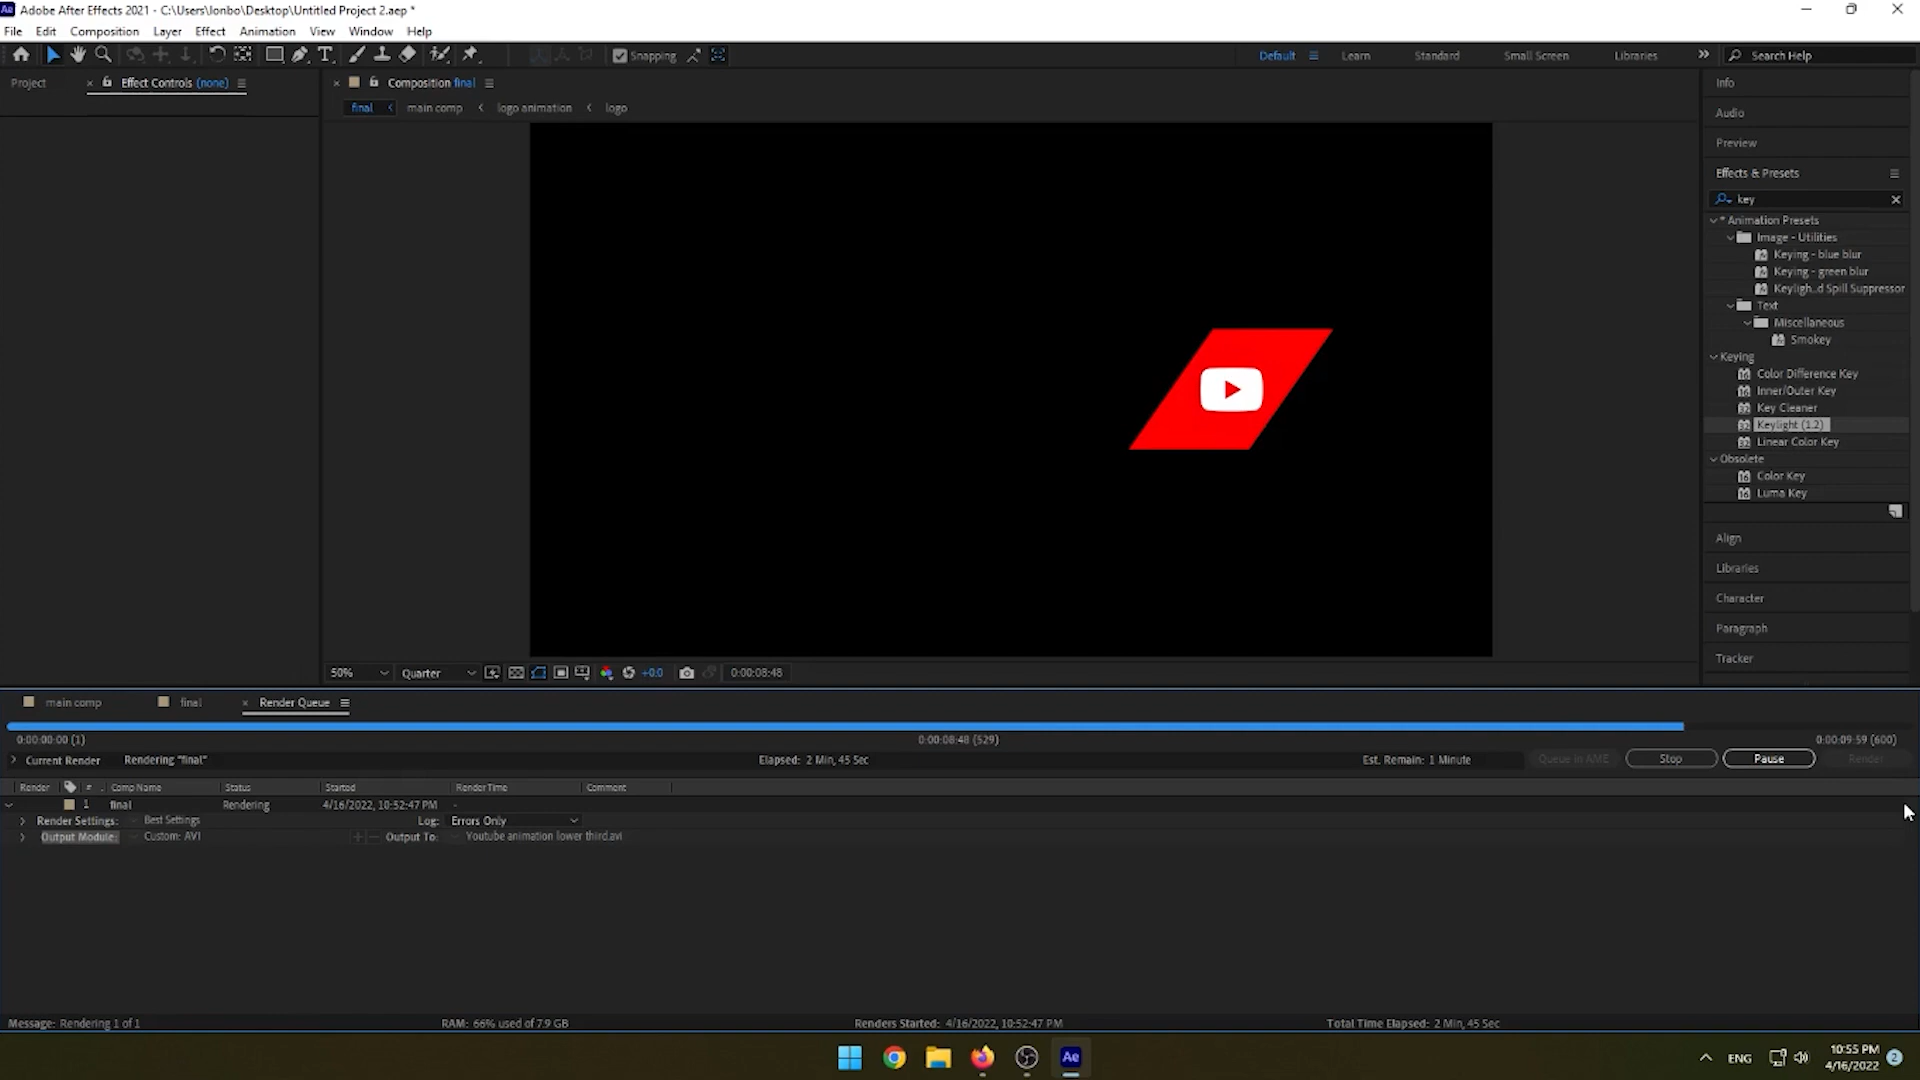 Ae Adobe After Effects 2021 - C:\Users\lonbo\Desktop\Untitled Project 2.aep *
File Edit Composition Layer Effect Animation View Window Help
Snapping Default Learn Standard Small Screen Libraries Search Help
Project Effect Controls (none) Composition final
final main comp logo animation logo
Info
Audio
Preview
Effects & Presets
key
* Animation Presets
Image - Utilities
Keying - blue blur
Keying - green blur
Keyligh...d Spill Suppressor
Text
Miscellaneous
Smokey
Keying
Color Difference Key
Inner/Outer Key
Key Cleaner
Keylight (1.2)
Linear Color Key
Obsolete
Color Key
Luma Key
Align
Libraries
Character
Paragraph
Tracker
50% Quarter +0.0 0:00:08:48
main comp final Render Queue
0:00:00:00 (1) 0:00:08:48 (529) 0:00:09:59 (600)
Current Render Rendering "final" Elapsed: 2 Min, 45 Sec Est. Remain: 1 Minute Queue in AME Stop Pause Render
Render # Comp Name Status Started Render Time Comment
1 final Rendering 4/16/2022, 10:52:47 PM -
Render Settings: Best Settings Log: Errors Only
Output Module: Custom: AVI Output To: Youtube animation lower third.avi
Message: Rendering 1 of 1 RAM: 66% used of 7.9 GB Renders Started: 4/16/2022, 10:52:47 PM Total Time Elapsed: 2 Min, 45 Sec
Ae ENG 10:55 PM 2
4/16/2022